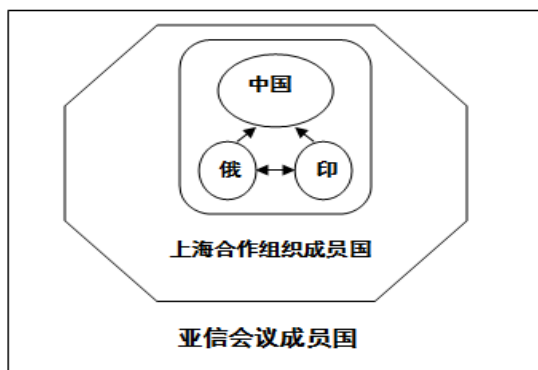 中国
俄 印
上海合作组织成员国
亚信会议成员国